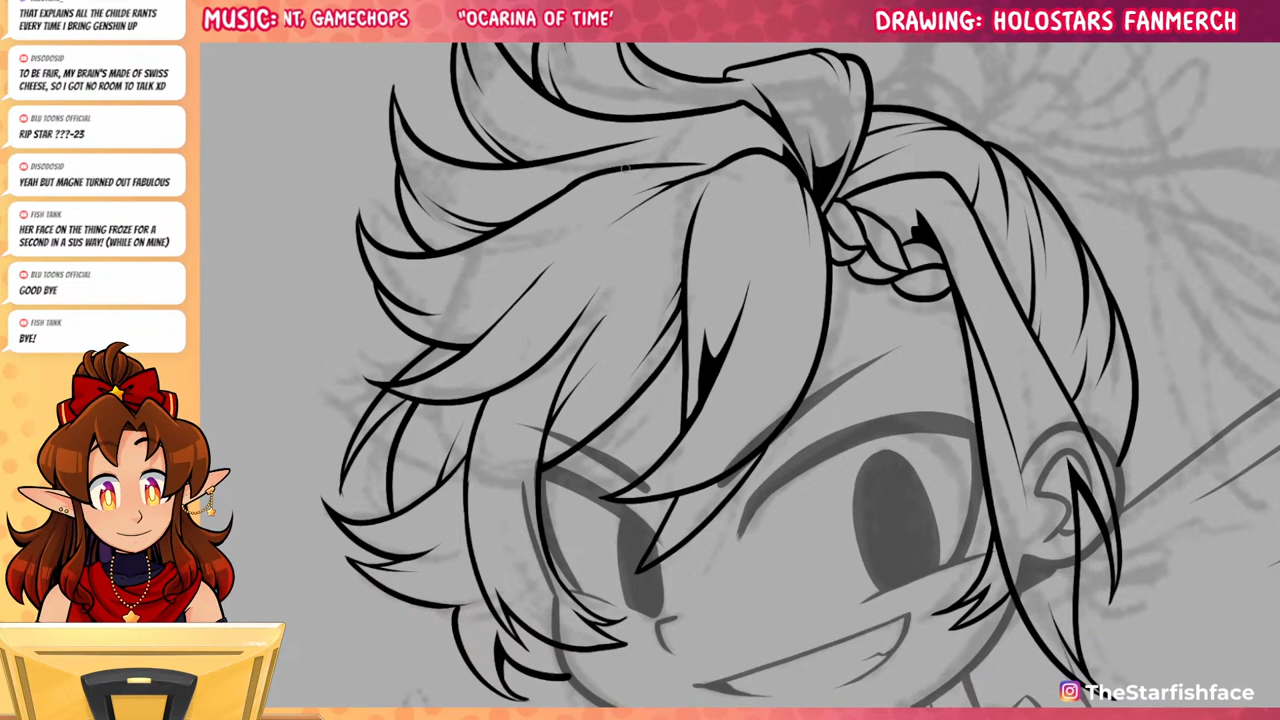 MUSIC: NT, GAMECHOPS "OCARINA OF TIME'
DRAWING: HOLOSTARS FANMERCH
THAT EXPLAINS ALL THE CHILDE RANTS
EVERY TIME I BRING GENSHIN UP
DISODOSID
TO BE FAIR, MY BRAIN'S MADE OF SWISS
CHEESE, SO I GOT NO ROOM TO TALK XD
BLU TOONS OFFICIAL
RIP STAR ???-23
DISODOSID
YEAH BUT MAGNE TURNED OUT FABULOUS
FISH TANK
HER FACE ON THE THING FROZE FOR A
SECOND IN A SUS WAY! (WHILE ON MINE)
BLU TOONS OFFICIAL
GOOD BYE
FISH TANK
BYE!
TheStarfishface